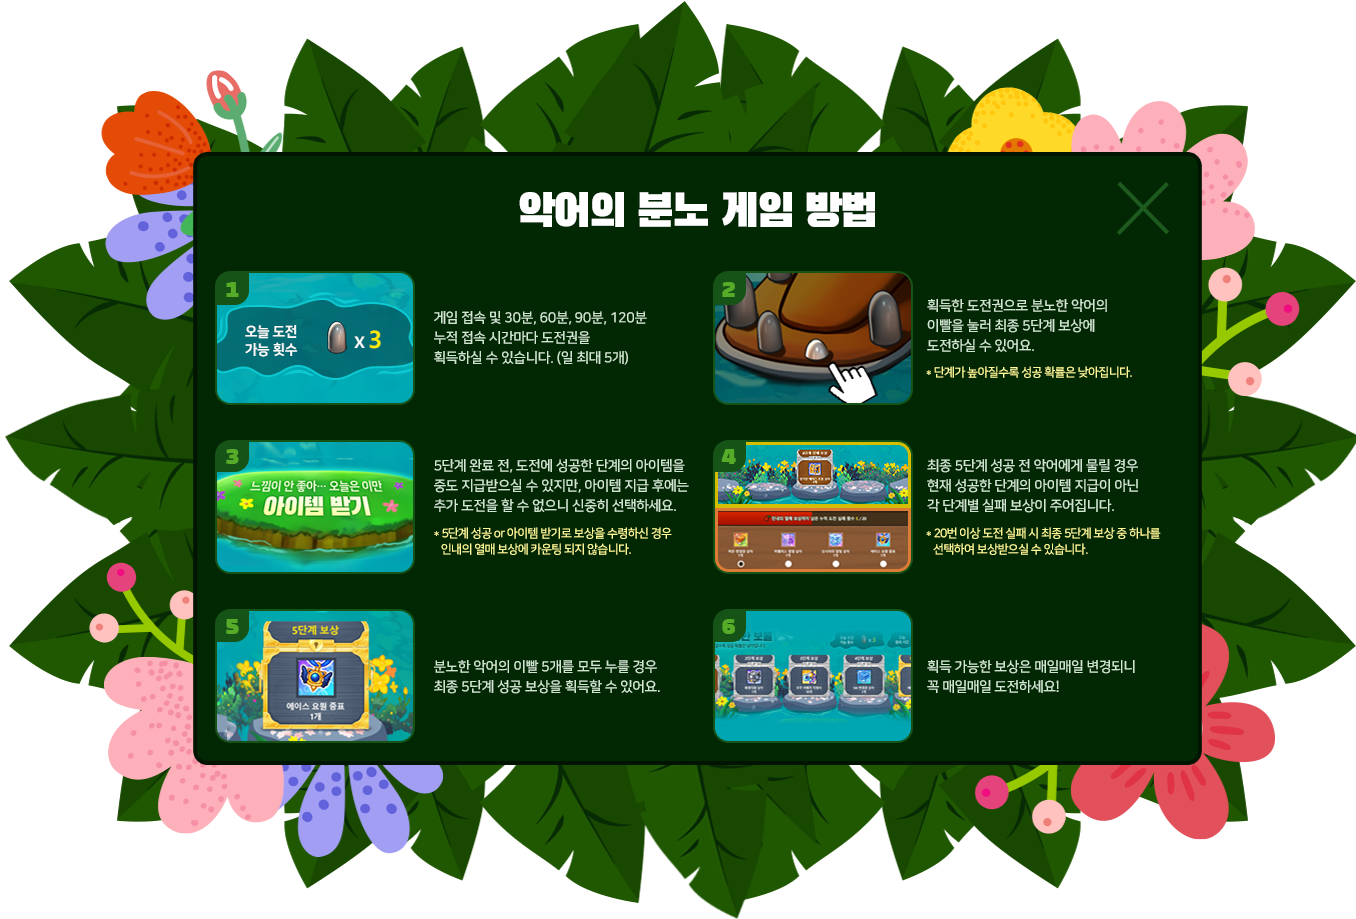 악어의 분노 게임 방법
1
오늘 도전
가능 횟수
x 3
게임 접속 및 30분, 60분, 90분, 120분
누적 접속 시간마다 도전권을
획득하실 수 있습니다. (일 최대 5개)
2
획득한 도전권으로 분노한 악어의
이빨을 눌러 최종 5단계 보상에
도전하실 수 있어요.
* 단계가 높아질수록 성공 확률은 낮아집니다.
3
느낌이 안 좋아… 오늘은 이만
아이템 받기
5단계 완료 전, 도전에 성공한 단계의 아이템을
중도 지급받으실 수 있지만, 아이템 지급 후에는
추가 도전을 할 수 없으니 신중히 선택하세요.
* 5단계 성공 or 아이템 받기로 보상을 수령하신 경우
인내의 열매 보상에 카운팅 되지 않습니다.
4
최종 5단계 성공 전 악어에게 물릴 경우
현재 성공한 단계의 아이템 지급이 아닌
각 단계별 실패 보상이 주어집니다.
* 20번 이상 도전 실패 시 최종 5단계 보상 중 하나를
선택하여 보상받으실 수 있습니다.
5
5단계 보상
에이스 요원 증표
1개
분노한 악어의 이빨 5개를 모두 누를 경우
최종 5단계 성공 보상을 획득할 수 있어요.
6
획득 가능한 보상은 매일매일 변경되니
꼭 매일매일 도전하세요!